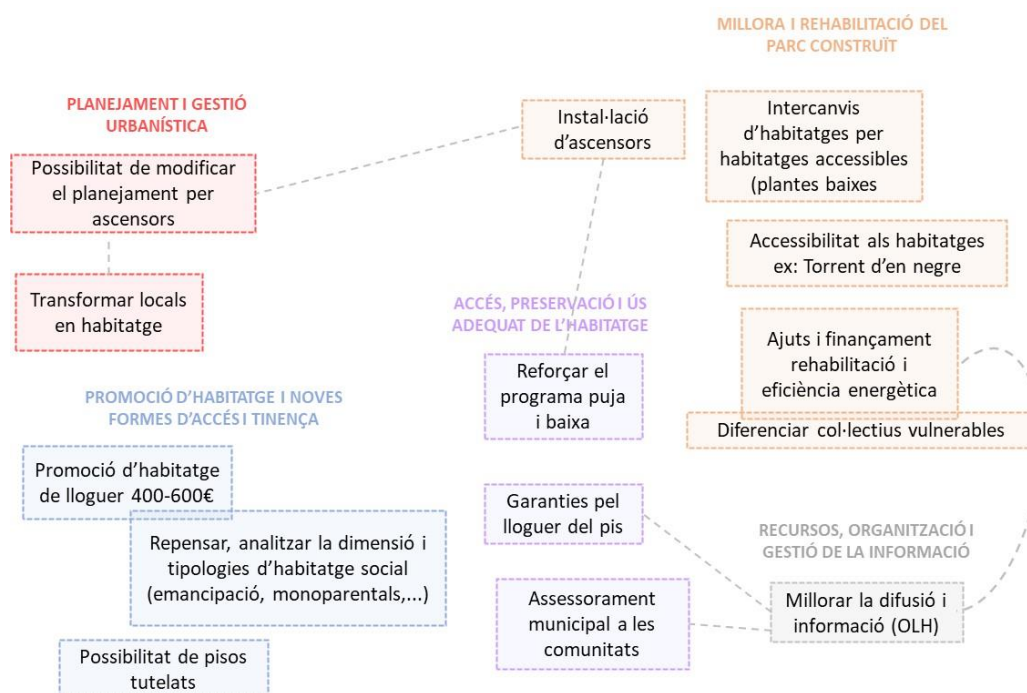 MILLORA I REHABILITACIÓ DEL
PARC CONSTRUÏT
PLANEJAMENT I GESTIÓ
URBANÍSTICA
Possibilitat de modificar
el planejament per
ascensors
Transformar locals
en habitatge
Instal·lació
d'ascensors
Intercanvis
d'habitatges per
habitatges accessibles
(plantes baixes
Accessibilitat als habitatges
ex: Torrent d'en negre
Ajuts i finançament
rehabilitació i
eficiència energètica
Diferenciar col·lectius vulnerables
ACCÉS, PRESERVACIÓ I ÚS
ADEQUAT DE L'HABITATGE
Reforçar el
programa puja
i baixa
Garanties pel
lloguer del pis
Assessorament
municipal a les
comunitats
PROMOCIÓ D'HABITATGE I NOVES
FORMES D'ACCÉS I TINENÇA
Promoció d'habitatge
de lloguer 400-600€
Repensar, analitzar la dimensió i
tipologies d'habitatge social
(emancipació, monoparentals,...)
Possibilitat de pisos
tutelats
RECURSOS, ORGANITZACIÓ I
GESTIÓ DE LA INFORMACIÓ
Millorar la difusió i
informació (OLH)